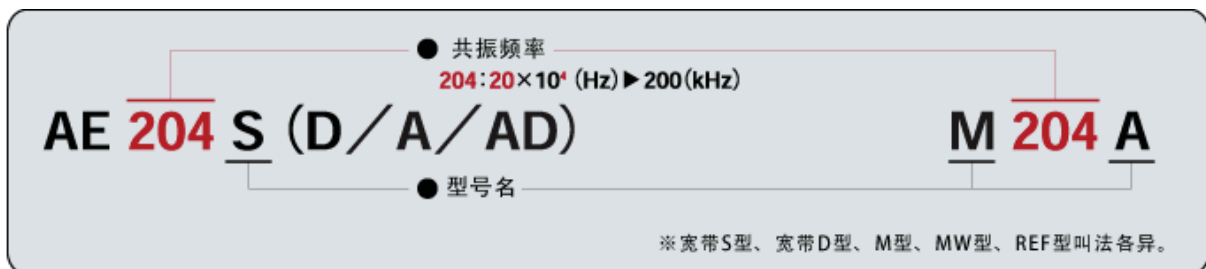 ● 共振频率
204:20×10⁴ (Hz)▶200(kHz)
AE 204 S (D／A／AD) M 204 A
● 型号名
※宽带S型、宽带D型、M型、MW型、REF型叫法各异。